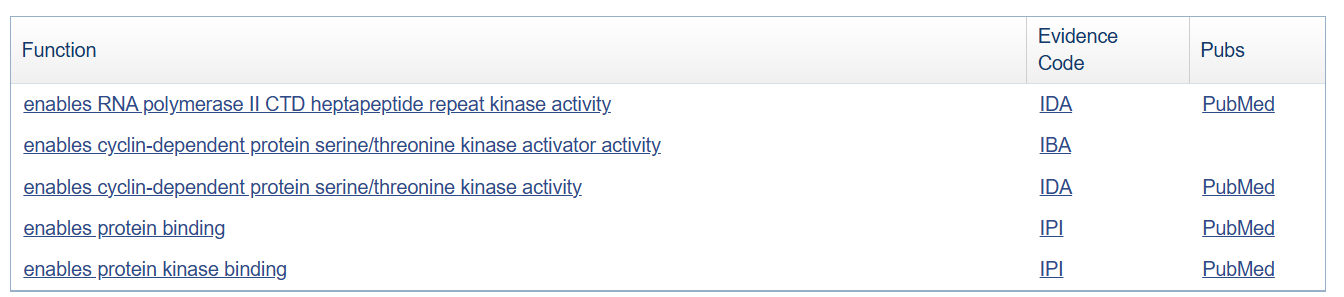 Function Evidence Code Pubs
enables RNA polymerase II CTD heptapeptide repeat kinase activity IDA PubMed
enables cyclin-dependent protein serine/threonine kinase activator activity IBA
enables cyclin-dependent protein serine/threonine kinase activity IDA PubMed
enables protein binding IPI PubMed
enables protein kinase binding IPI PubMed